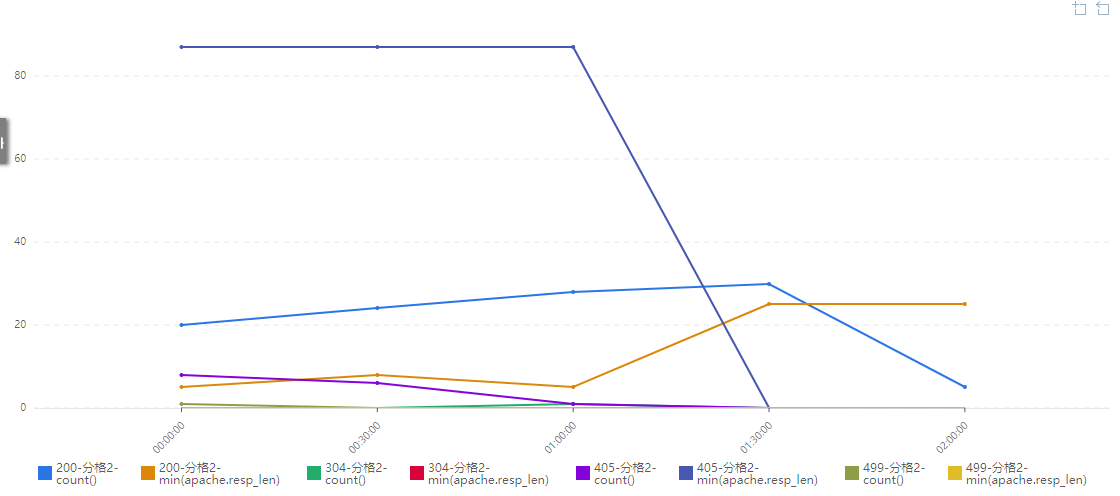 80
60
40
20
0
00:00:00
00:30:00
01:00:00
01:30:00
02:00:00
200-分格2-
count()
200-分格2-
min(apache.resp_len)
304-分格2-
count()
304-分格2-
min(apache.resp_len)
405-分格2-
count()
405-分格2-
min(apache.resp_len)
499-分格2-
count()
499-分格2-
min(apache.resp_len)